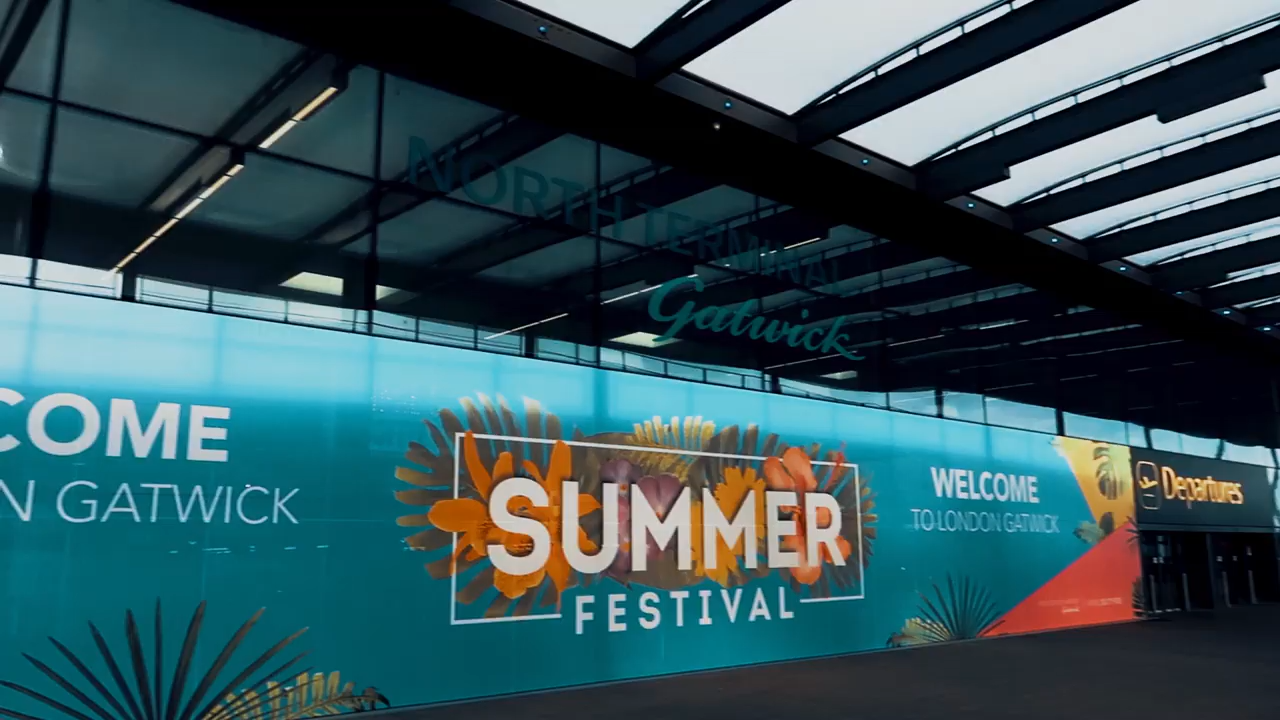 NORTH TERMINAL
Gatwick
COME
N GATWICK
SUMMER
FESTIVAL
WELCOME
TO LONDON GATWICK
Departures